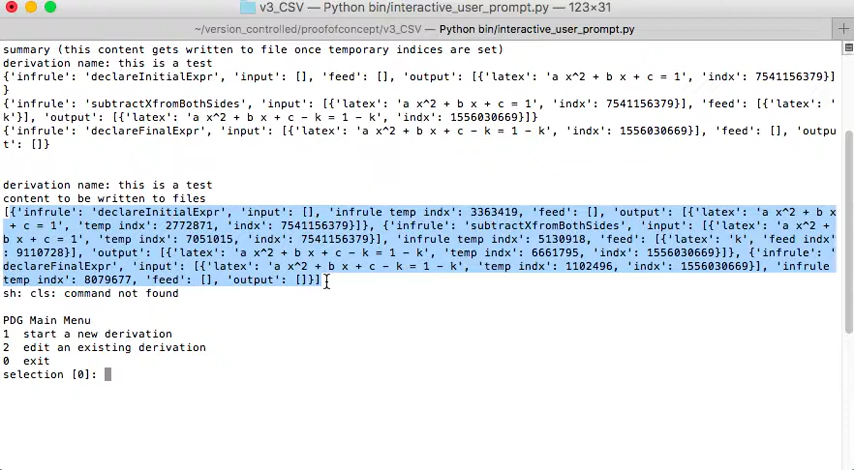 v3_CSV — Python bin/interactive_user_prompt.py — 123×31
~/version_controlled/proofofconcept/v3_CSV — Python bin/interactive_user_prompt.py
summary (this content gets written to file once temporary indices are set)
derivation name: this is a test
{'infrule': 'declareInitialExpr', 'input': [], 'feed': [], 'output': [{'latex': 'a x^2 + b x + c = 1', 'indx': 7541156379}]
}
{'infrule': 'subtractXfromBothSides', 'input': [{'latex': 'a x^2 + b x + c = 1', 'indx': 7541156379}], 'feed': [{'latex': '
k'}], 'output': [{'latex': 'a x^2 + b x + c - k = 1 - k', 'indx': 1556030669}]}
{'infrule': 'declareFinalExpr', 'input': [{'latex': 'a x^2 + b x + c - k = 1 - k', 'indx': 1556030669}], 'feed': [], 'outpu
t': []}
derivation name: this is a test
content to be written to files
[{'infrule': 'declareInitialExpr', 'input': [], 'infrule temp indx': 3363419, 'feed': [], 'output': [{'latex': 'a x^2 + b x
 + c = 1', 'temp indx': 2772871, 'indx': 7541156379}]}, {'infrule': 'subtractXfromBothSides', 'input': [{'latex': 'a x^2 +
b x + c = 1', 'temp indx': 7051015, 'indx': 7541156379}], 'infrule temp indx': 5130918, 'feed': [{'latex': 'k', 'feed indx'
: 9110728}], 'output': [{'latex': 'a x^2 + b x + c - k = 1 - k', 'temp indx': 6661795, 'indx': 1556030669}]}, {'infrule': '
declareFinalExpr', 'input': [{'latex': 'a x^2 + b x + c - k = 1 - k', 'temp indx': 1102496, 'indx': 1556030669}], 'infrule
temp indx': 8079677, 'feed': [], 'output': []}]
sh: cls: command not found
PDG Main Menu
1  start a new derivation
2  edit an existing derivation
0  exit
selection [0]: